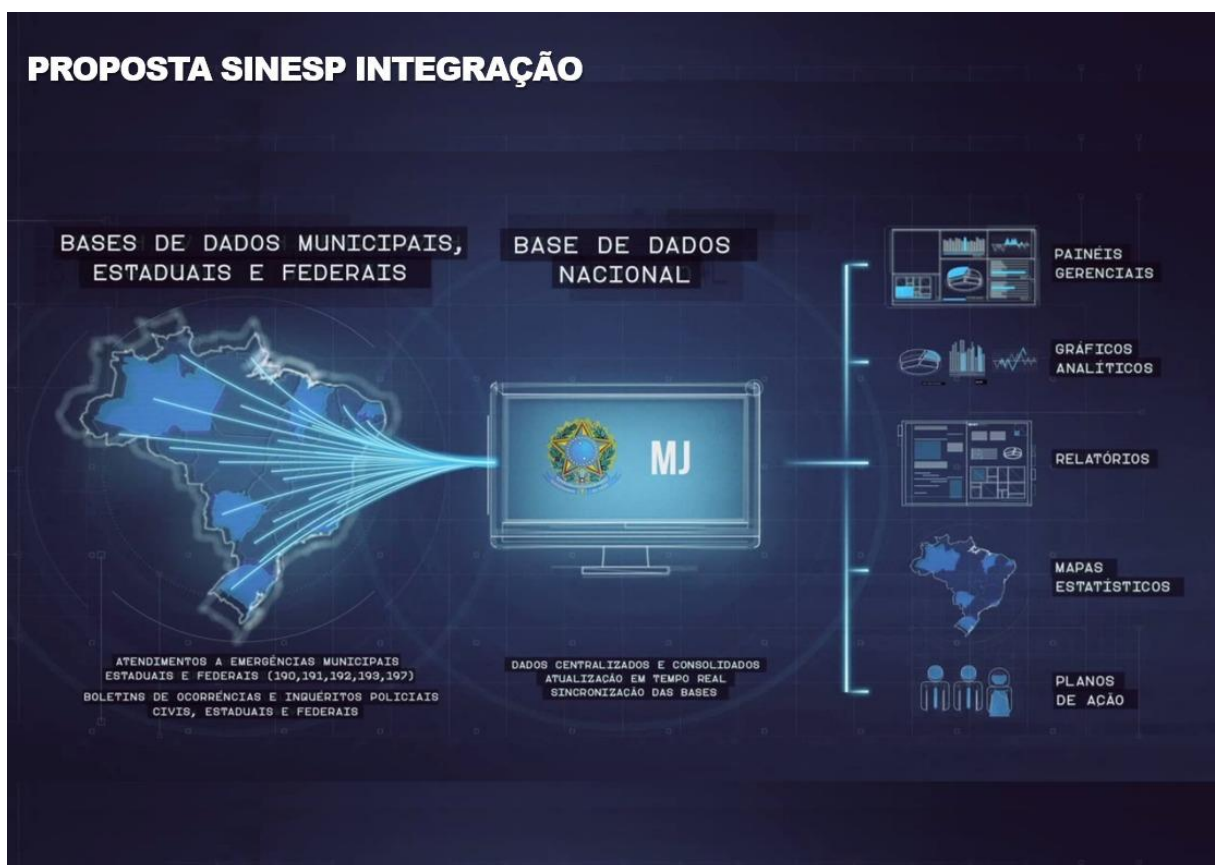 PROPOSTA SINESP INTEGRAÇÃO
BASES DE DADOS MUNICIPAIS,
ESTADUAIS E FEDERAIS
BASE DE DADOS
NACIONAL
MJ
ATENDIMENTOS A EMERGÊNCIAS MUNICIPAIS
ESTADUAIS E FEDERAIS (190,191,192,193,197)
BOLETINS DE OCORRÊNCIAS E INQUÉRITOS POLICIAIS
CIVIS, ESTADUAIS E FEDERAIS
DADOS CENTRALIZADOS E CONSOLIDADOS
ATUALIZAÇÃO EM TEMPO REAL
SINCRONIZAÇÃO DAS BASES
PAINÉIS
GERENCIAIS
GRÁFICOS
ANALÍTICOS
RELATÓRIOS
MAPAS
ESTATÍSTICOS
PLANOS
DE AÇÃO